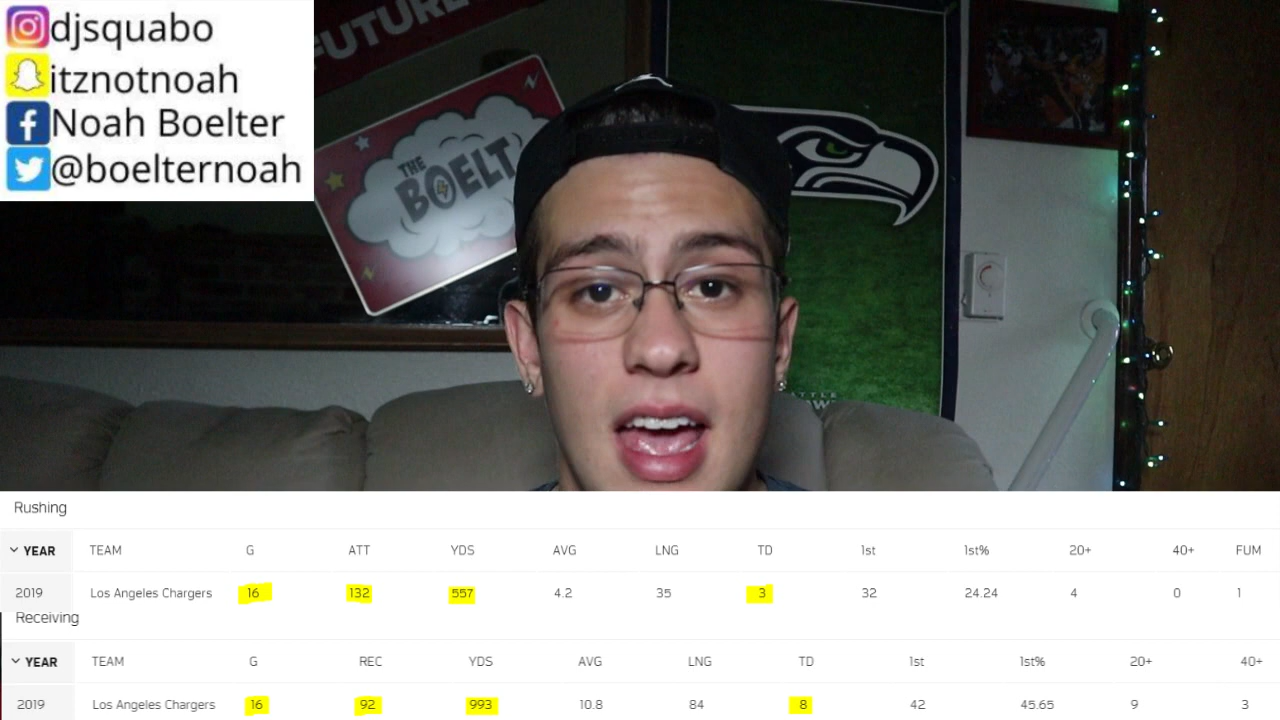 djsquabo
itznotnoah
Noah Boelter
@boelternoah
FUTURE
THE
BOELT
Rushing
YEAR TEAM G ATT YDS AVG LNG TD 1st 1st% 20+ 40+ FUM
2019 Los Angeles Chargers 16 132 557 4.2 35 3 32 24.24 4 0 1
Receiving
YEAR TEAM G REC YDS AVG LNG TD 1st 1st% 20+ 40+
2019 Los Angeles Chargers 16 92 993 10.8 84 8 42 45.65 9 3